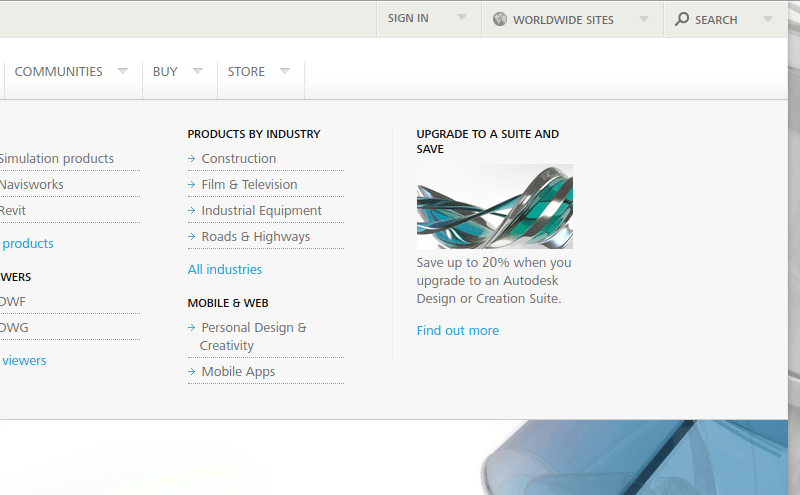 SIGN IN
WORLDWIDE SITES
SEARCH
COMMUNITIES
BUY
STORE
Simulation products
Navisworks
Revit
products
WERS
DWF
DWG
viewers
PRODUCTS BY INDUSTRY
Construction
Film & Television
Industrial Equipment
Roads & Highways
All industries
MOBILE & WEB
Personal Design &
Creativity
Mobile Apps
UPGRADE TO A SUITE AND
SAVE
Save up to 20% when you
upgrade to an Autodesk
Design or Creation Suite.
Find out more